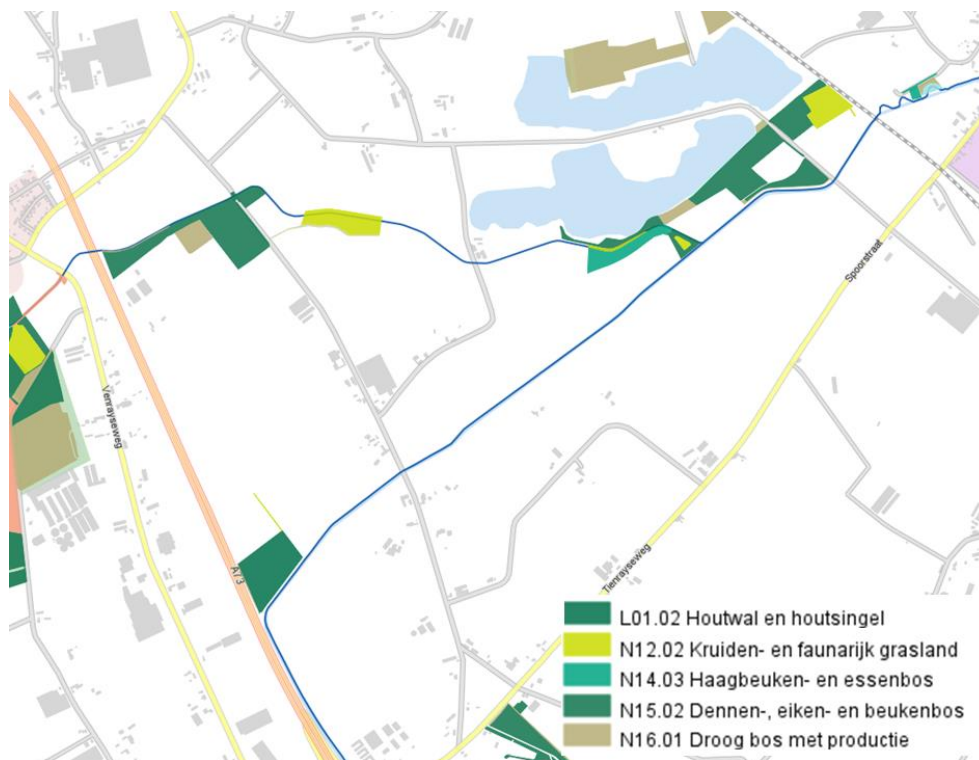 Spoorstraat
Venrayseweg
A73
Tienrayseweg
L01.02 Houtwal en houtsingel
N12.02 Kruiden- en faunarijk grasland
N14.03 Haagbeuken- en essenbos
N15.02 Dennen-, eiken- en beukenbos
N16.01 Droog bos met productie